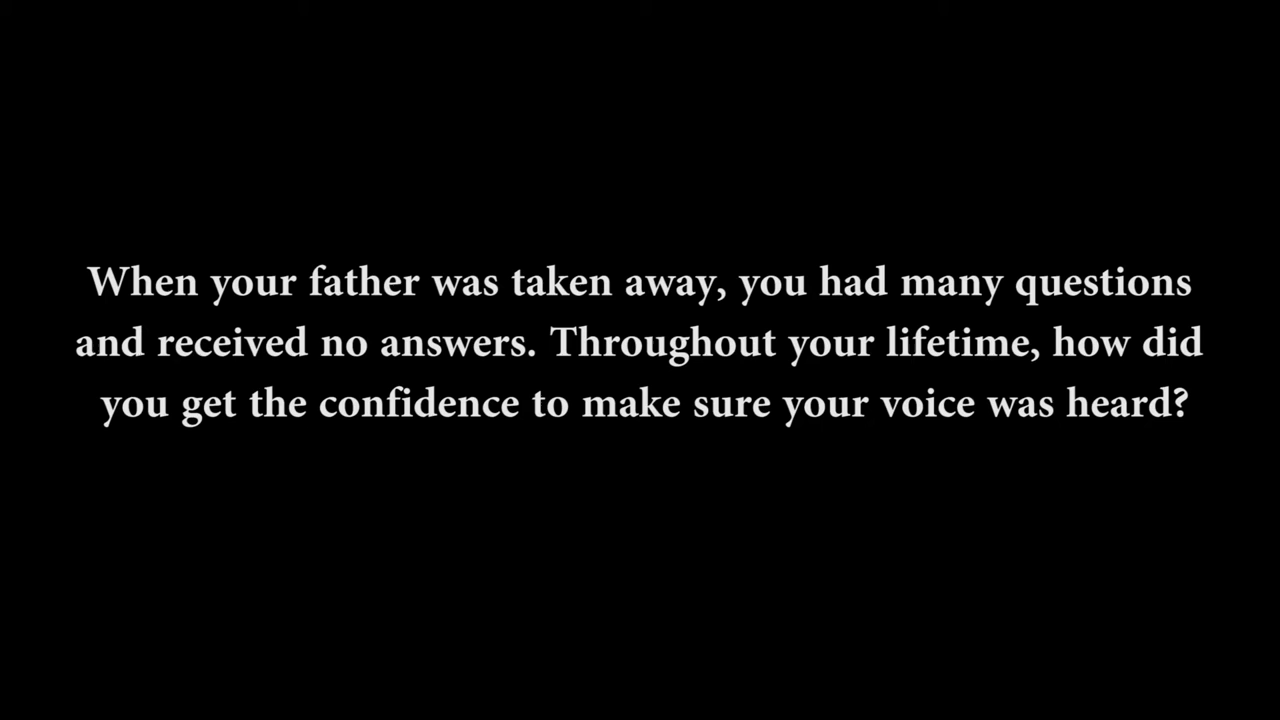 When your father was taken away, you had many questions
and received no answers. Throughout your lifetime, how did
you get the confidence to make sure your voice was heard?